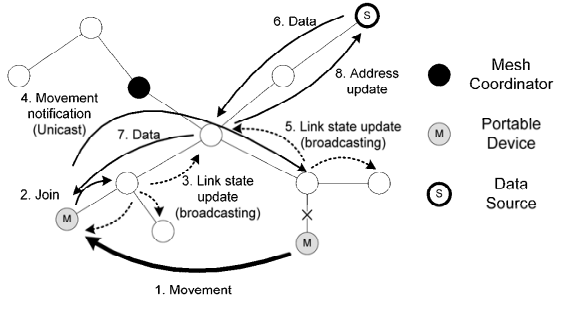 6. Data
S
Mesh
Coordinator
8. Address
update
4. Movement
notification
(Unicast)
7. Data
5. Link state update
(broadcasting)
M
Portable
Device
2. Join
3. Link state
update
(broadcasting)
S
Data
Source
M
M
1. Movement